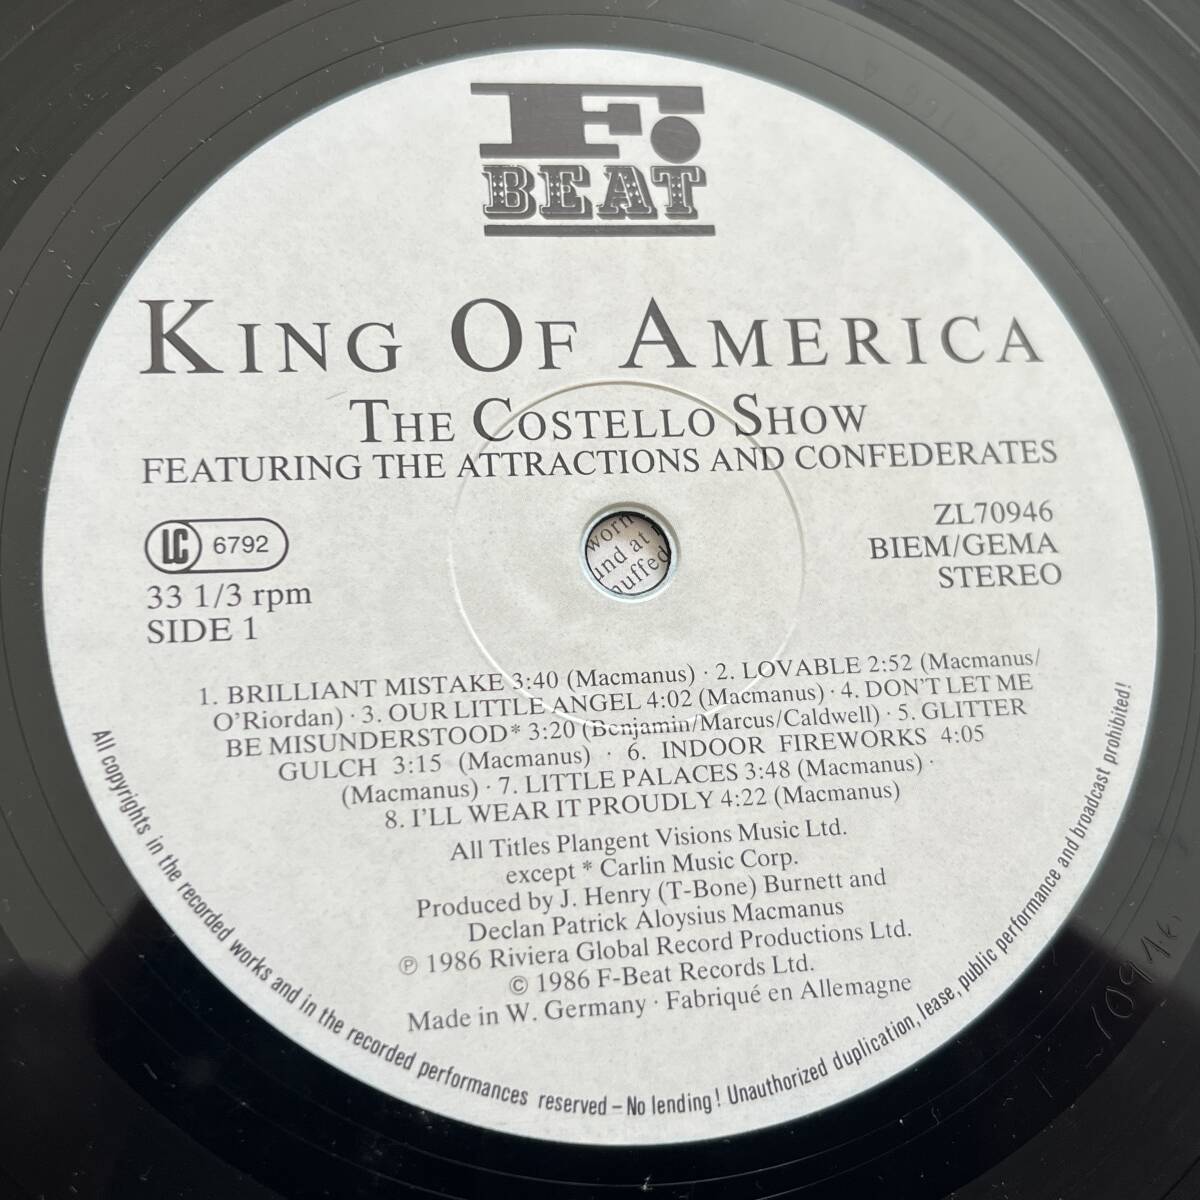 F.
BEAT
KING OF AMERICA
THE COSTELLO SHOW
FEATURING THE ATTRACTIONS AND CONFEDERATES
LC 6792
33 1/3 rpm
SIDE 1
ZL70946
BIEM/GEMA
STEREO
worn
und at
buffed
1. BRILLIANT MISTAKE 3:40 (Macmanus) · 2. LOVABLE 2:52 (Macmanus/
O'Riordan) · 3. OUR LITTLE ANGEL 4:02 (Macmanus) · 4. DON'T LET ME
BE MISUNDERSTOOD* 3:20 (Benjamin/Marcus/Caldwell) · 5. GLITTER
GULCH 3:15 (Macmanus) · 6. INDOOR FIREWORKS 4:05
(Macmanus) · 7. LITTLE PALACES 3:48 (Macmanus) ·
8. I'LL WEAR IT PROUDLY 4:22 (Macmanus)
All Titles Plangent Visions Music Ltd.
except * Carlin Music Corp.
Produced by J. Henry (T-Bone) Burnett and
Declan Patrick Aloysius Macmanus
℗ 1986 Riviera Global Record Productions Ltd.
© 1986 F-Beat Records Ltd.
Made in W. Germany · Fabriqué en Allemagne
All copyrights in the recorded works and in the recorded performances reserved – No lending! Unauthorized duplication, lease, public performance and broadcast prohibited!